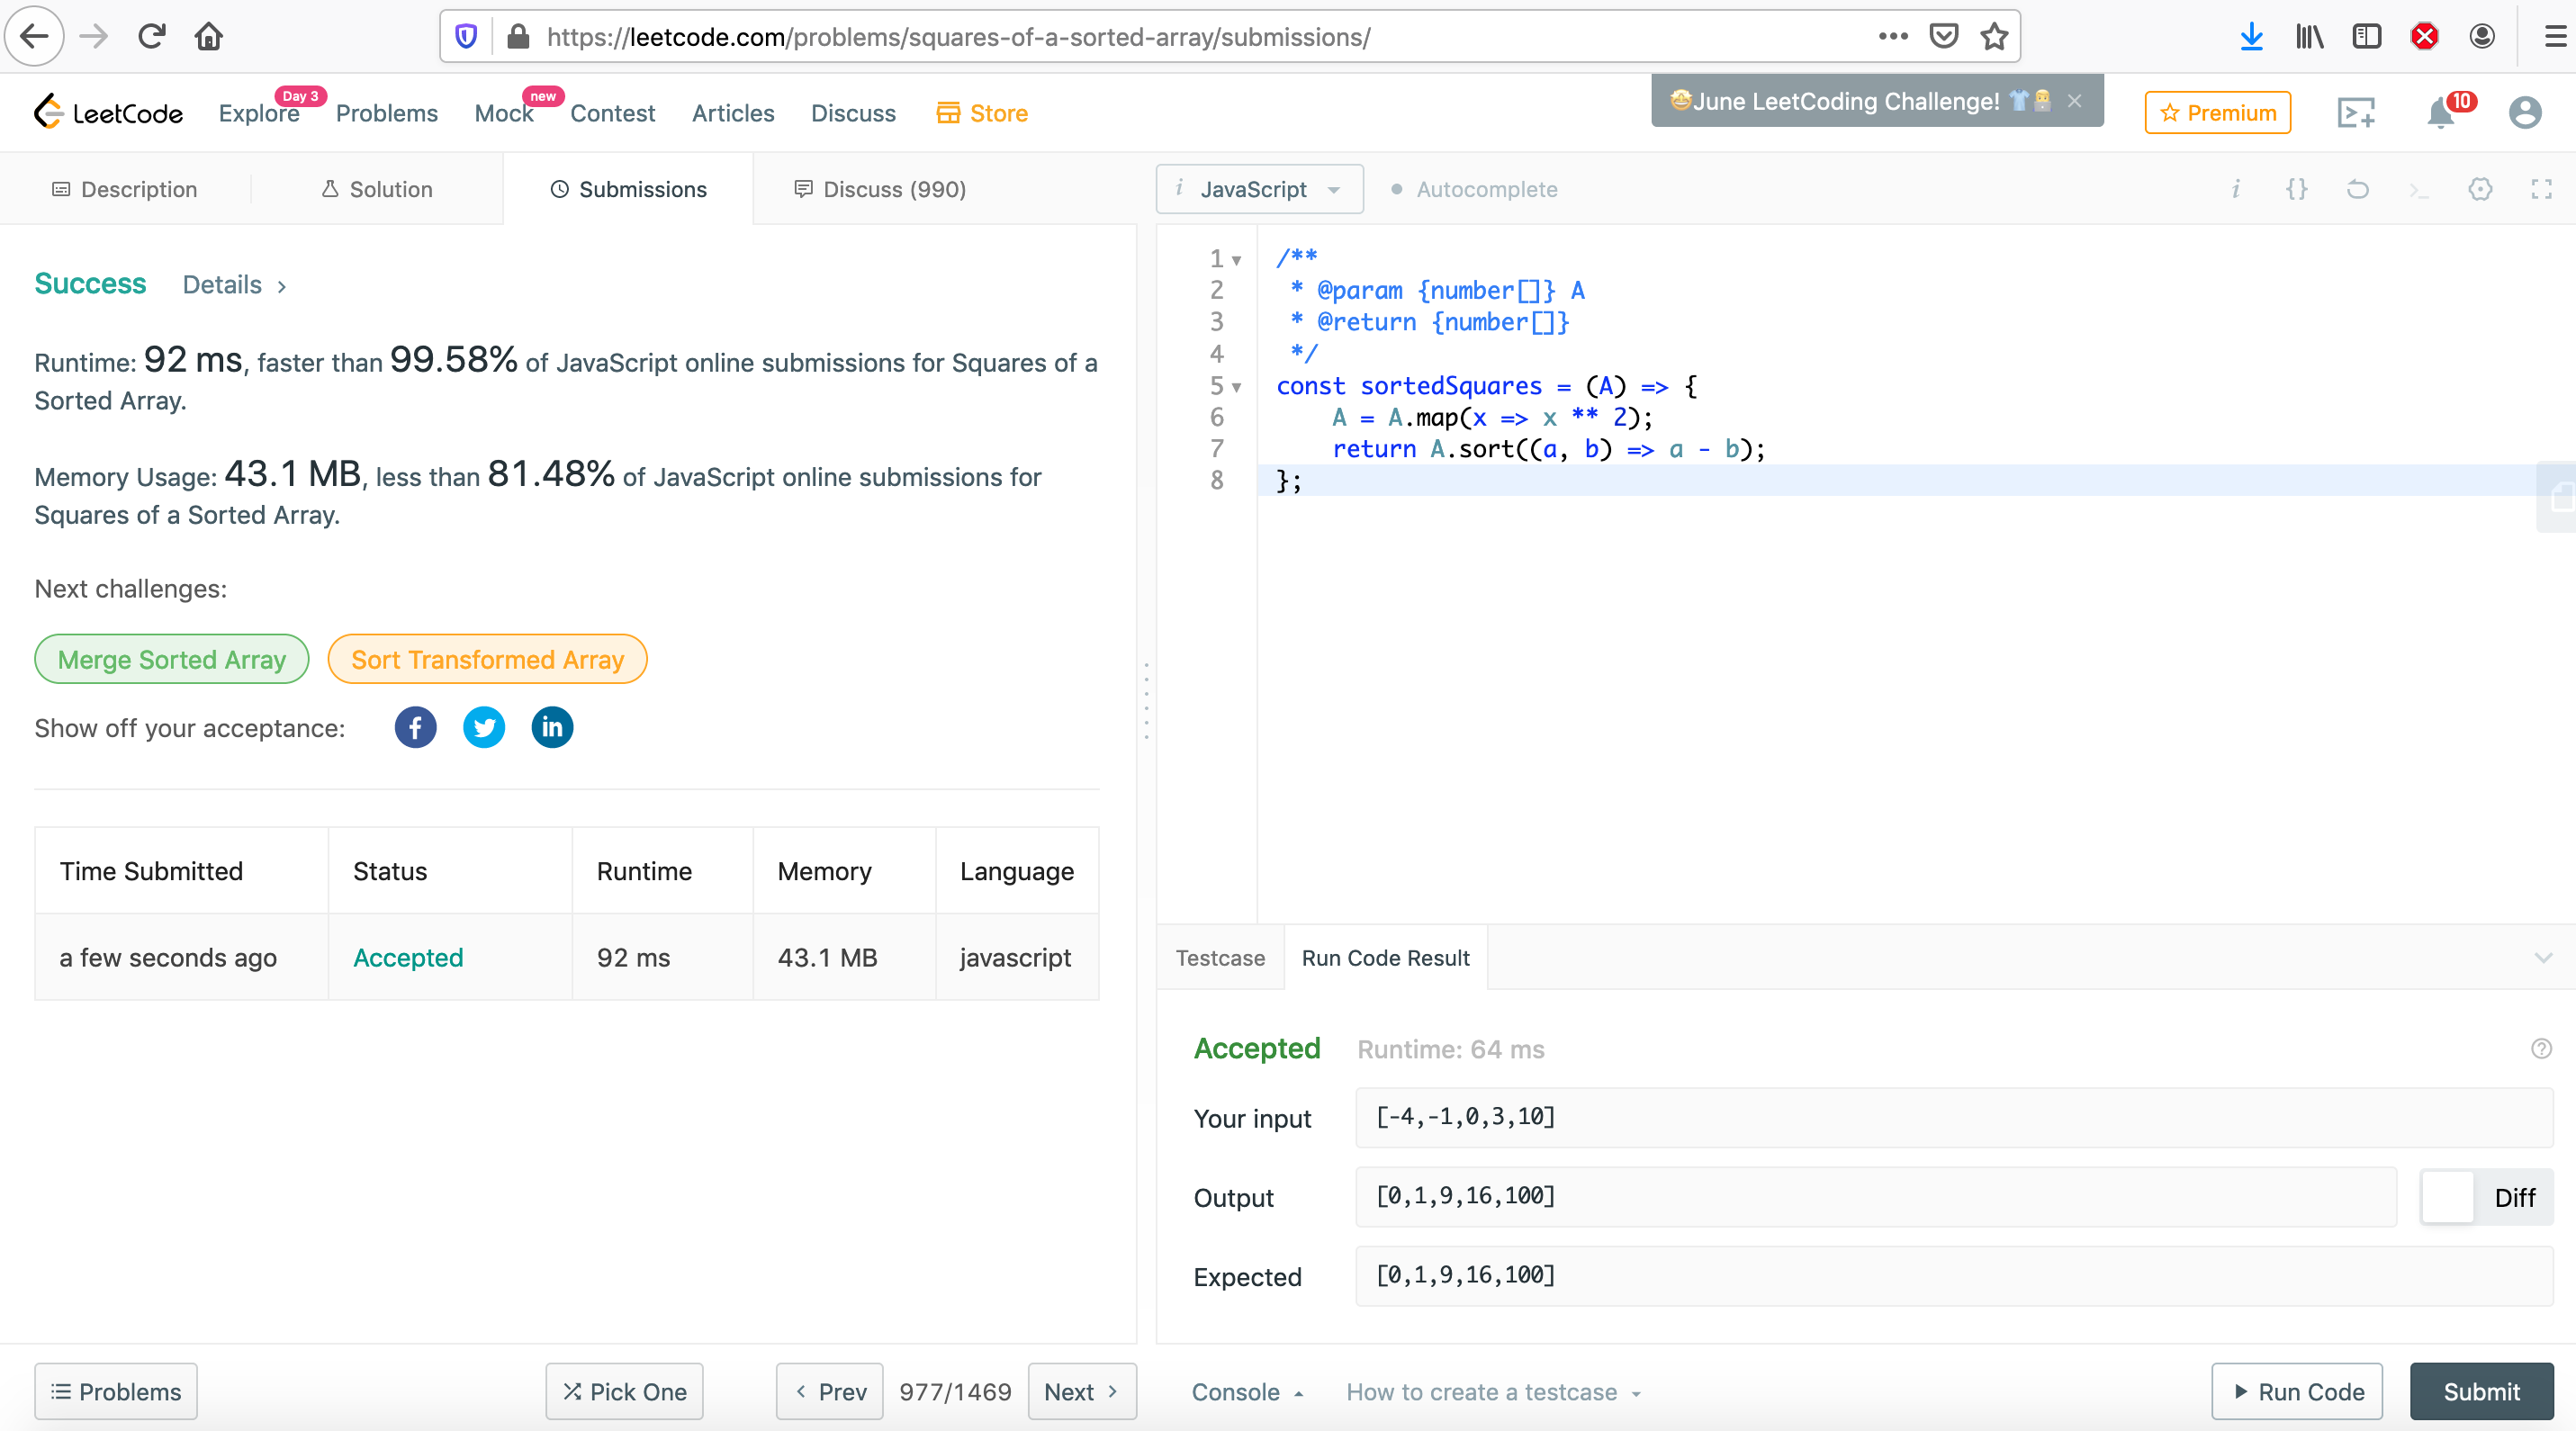 https://leetcode.com/problems/squares-of-a-sorted-array/submissions/
LeetCode
Explore
Day 3
Problems
Mock
new
Contest
Articles
Discuss
Store
June LeetCoding Challenge!
Premium
10
Description
Solution
Submissions
Discuss (990)
Success Details >
Runtime: 92 ms, faster than 99.58% of JavaScript online submissions for Squares of a
Sorted Array.
Memory Usage: 43.1 MB, less than 81.48% of JavaScript online submissions for
Squares of a Sorted Array.
Next challenges:
Merge Sorted Array
Sort Transformed Array
Show off your acceptance:
Time Submitted Status Runtime Memory Language
a few seconds ago Accepted 92 ms 43.1 MB javascript
Problems
Pick One
< Prev
977/1469
Next >
i JavaScript
Autocomplete
i {} >_
1 /**
2  * @param {number[]} A
3  * @return {number[]}
4  */
5 const sortedSquares = (A) => {
6     A = A.map(x => x ** 2);
7     return A.sort((a, b) => a - b);
8 };
Testcase
Run Code Result
Accepted Runtime: 64 ms
?
Your input [-4,-1,0,3,10]
Output [0,1,9,16,100]
Diff
Expected [0,1,9,16,100]
Console
How to create a testcase
Run Code
Submit